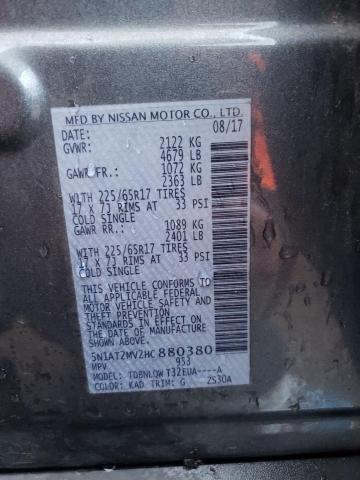 MFD BY NISSAN MOTOR CO., LTD.
DATE: 08/17
GVWR: 2122 KG
4679 LB
GAWR FR.: 1072 KG
2363 LB
WITH 225/65R17 TIRES
17 X 7J RIMS AT 33 PSI
COLD SINGLE
GAWR RR.: 1089 KG
2401 LB
WITH 225/65R17 TIRES
17 X 7J RIMS AT 33 PSI
COLD SINGLE
THIS VEHICLE CONFORMS TO
ALL APPLICABLE FEDERAL
MOTOR VEHICLE SAFETY AND
THEFT PREVENTION
STANDARDS IN EFFECT ON
THE DATE OF MANUFACTURE
SHOWN ABOVE.
5N1AT2MV2HC880380
MPV 953
MODEL: TDBNLQW T32EUA----A
COLOR: KAD TRIM: G 2S30A